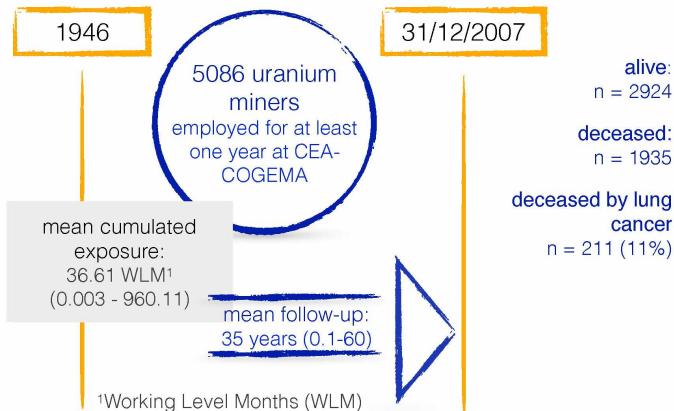 1946
31/12/2007
5086 uranium
miners
employed for at least
one year at CEA-
COGEMA
alive:
n = 2924
deceased:
n = 1935
deceased by lung
cancer
n = 211 (11%)
mean cumulated
exposure:
36.61 WLM¹
(0.003 - 960.11)
mean follow-up:
35 years (0.1-60)
¹Working Level Months (WLM)